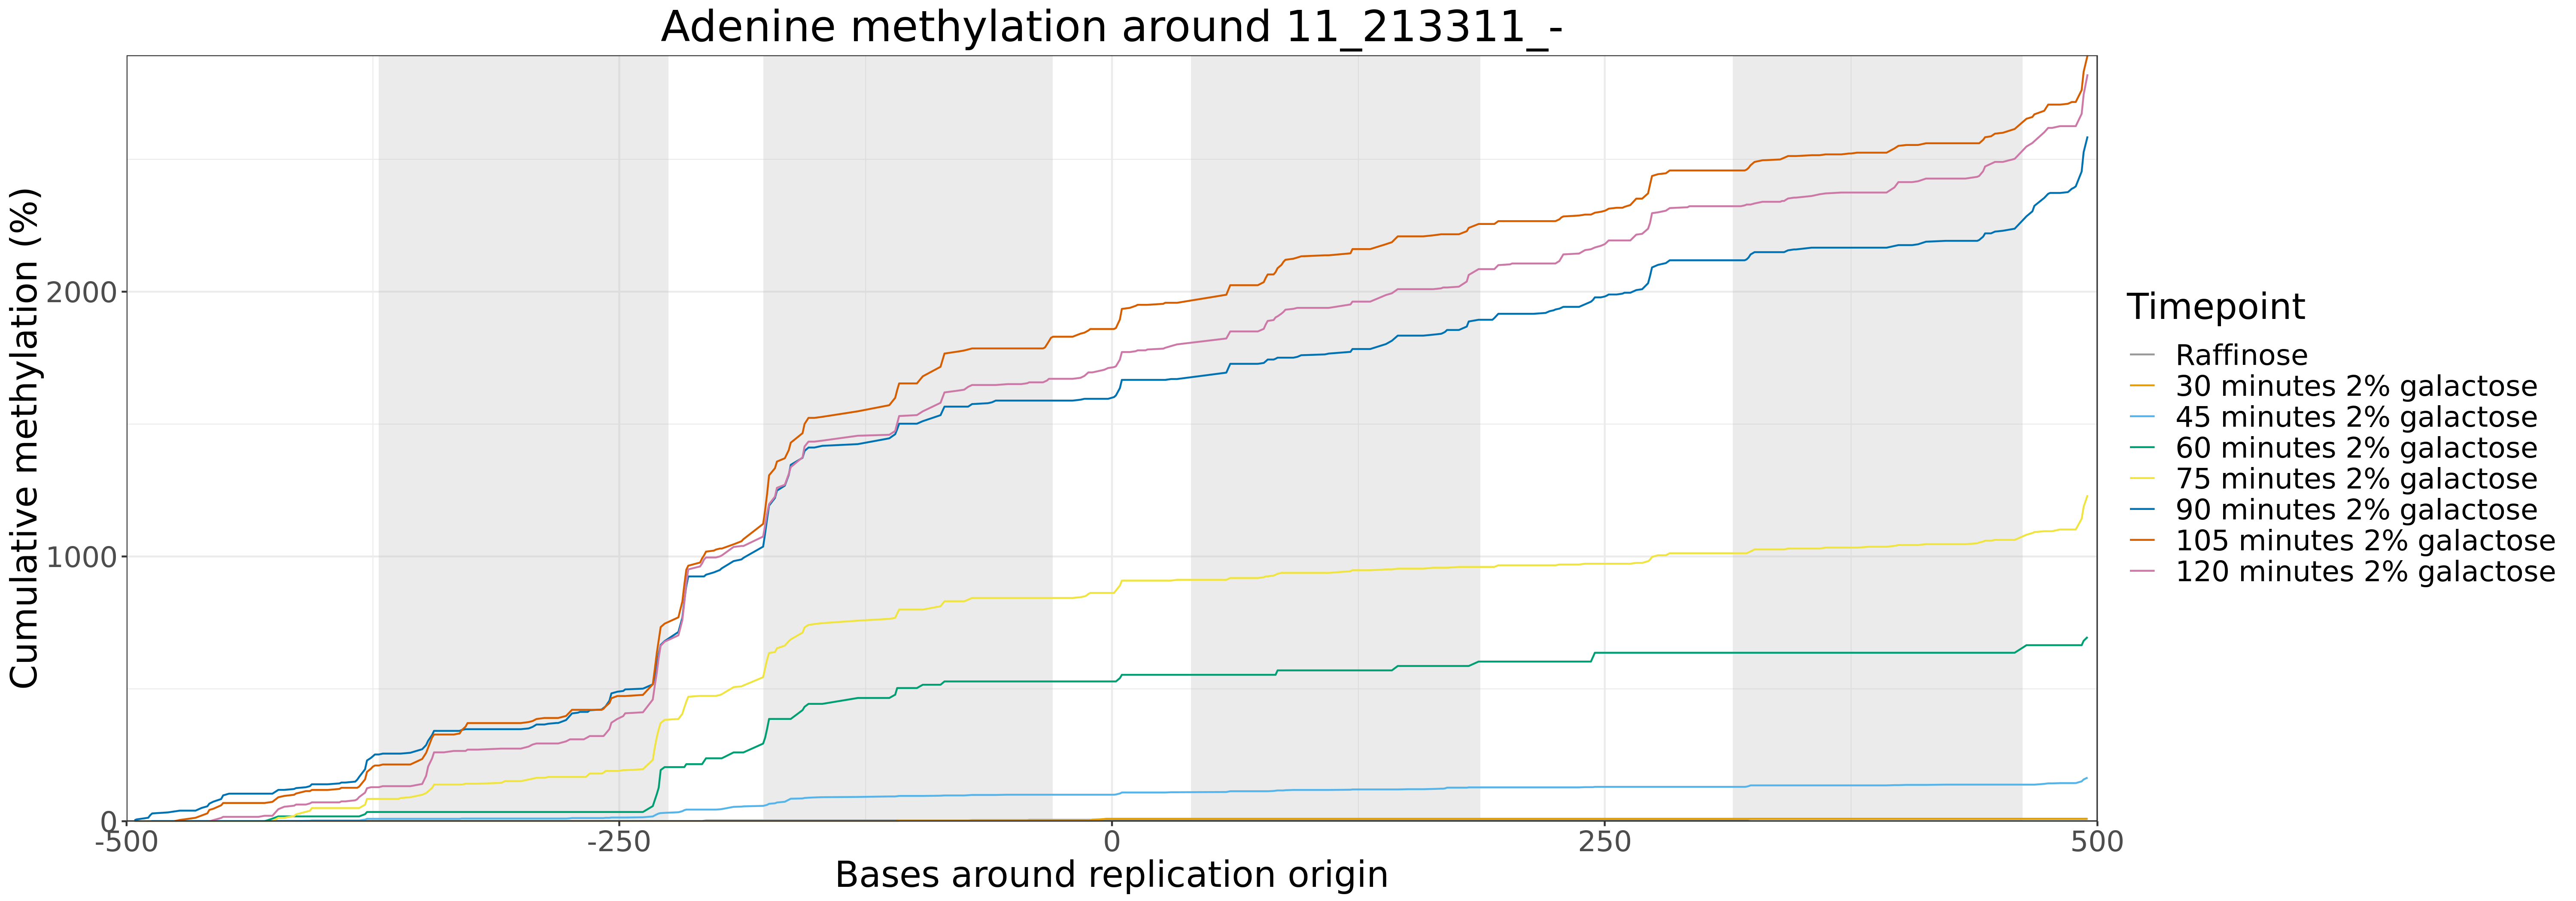 Adenine methylation around 11_213311_-
Cumulative methylation (%)
2000
1000
0
-500
-250
0
250
500
Bases around replication origin
Timepoint
Raffinose
30 minutes 2% galactose
45 minutes 2% galactose
60 minutes 2% galactose
75 minutes 2% galactose
90 minutes 2% galactose
105 minutes 2% galactose
120 minutes 2% galactose